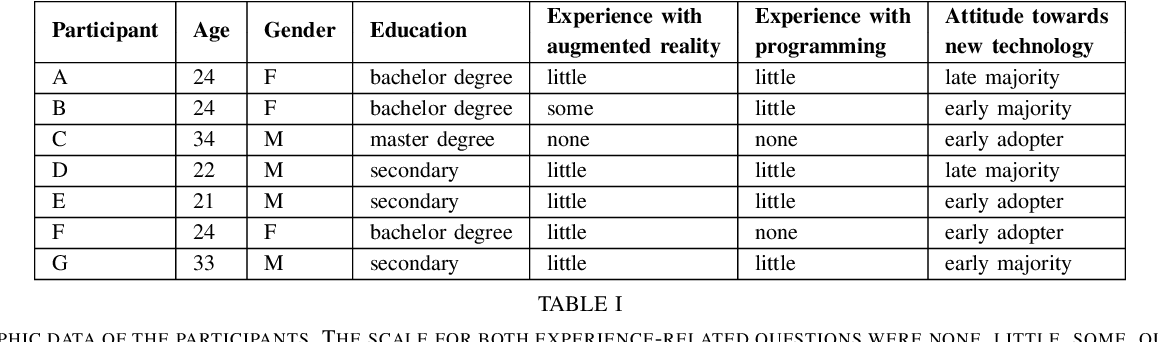 Participant Age Gender Education Experience with augmented reality Experience with programming Attitude towards new technology
A 24 F bachelor degree little little late majority
B 24 F bachelor degree some little early majority
C 34 M master degree none none early adopter
D 22 M secondary little little late majority
E 21 M secondary little little early adopter
F 24 F bachelor degree little none early adopter
G 33 M secondary little little early majority
TABLE I
DATA OF THE PARTICIPANTS. THE SCALE FOR BOTH EXPERIENCE-RELATED QUESTIONS WERE NONE, LITTLE, SOME,